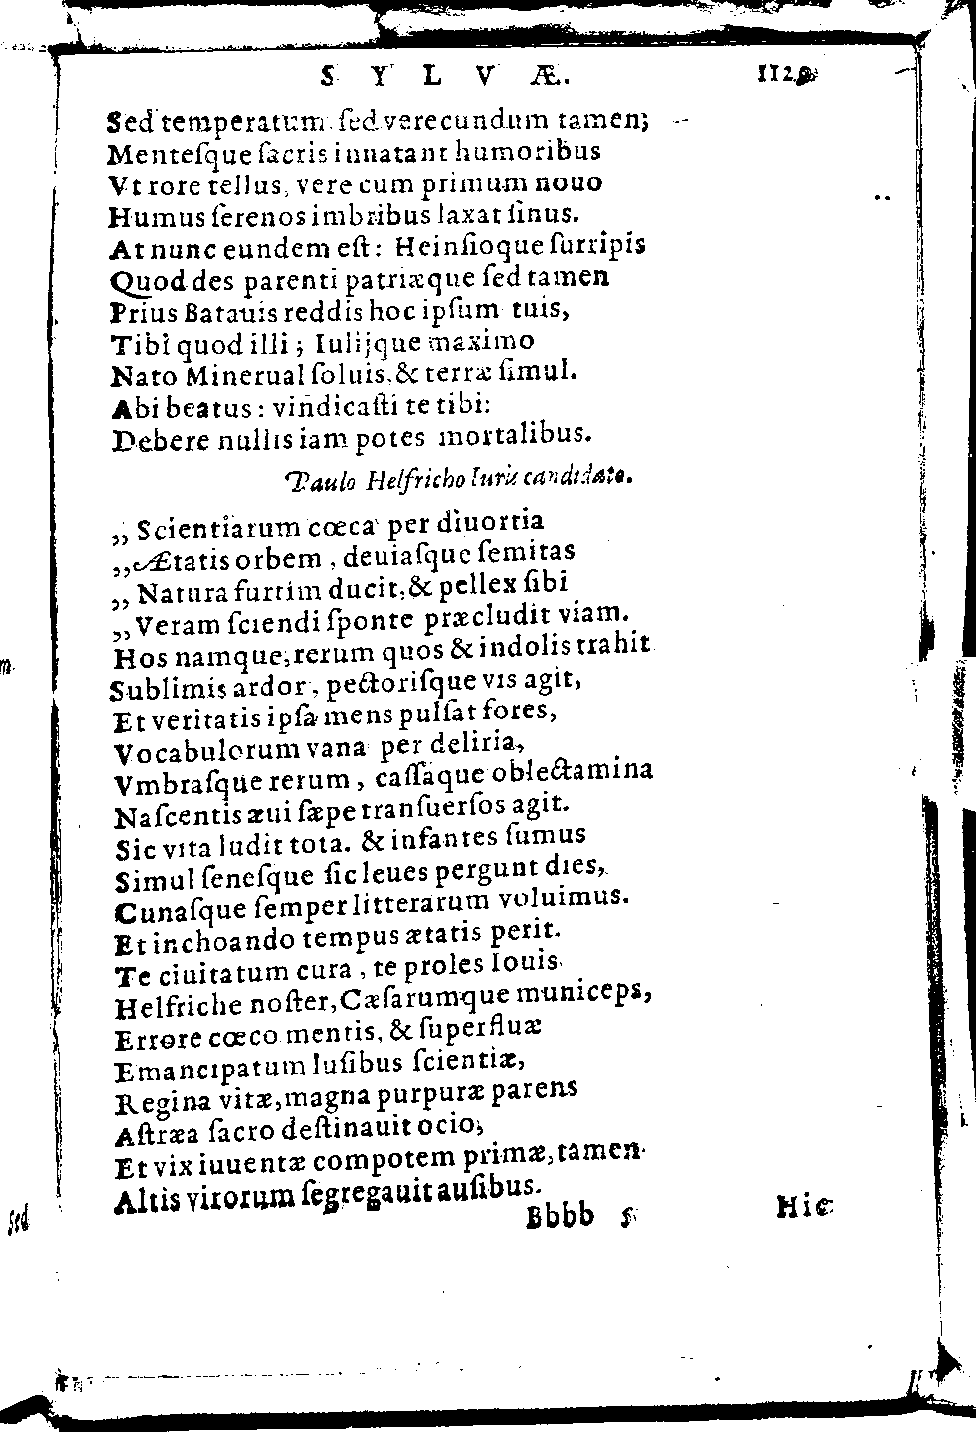 SYLVÆ. 1129
Sed temperatum sed verecundum tamen;
Menteſque ſacris innatant humoribus
Vt rore tellus, vere cum primum nouo
Humus ſerenos imbribus laxat ſinus.
At nunc eundem eſt: Heinſioque ſurripis
Quod des parenti patriæque ſed tamen
Prius Batauis reddis hoc ipſum tuis,
Tibi quod illi; Iulijque maximo
Nato Minerual ſoluis, & terræ ſimul.
Abi beatus: vindicaſti te tibi:
Debere nullis iam potes mortalibus.
Paulo Helfricho Iuris candidato.
„ Scientiarum cœca per diuortia
„ Ætatis orbem, deuiaſque ſemitas
„ Natura furtim ducit, & pellex ſibi
„ Veram ſciendi ſponte præcludit viam.
Hos namque, rerum quos & indolis trahit
Sublimis ardor, pectoriſque vis agit,
Et veritatis ipſa mens pulſat fores,
Vocabulorum vana per deliria,
Vmbraſque rerum, caſſaque oblectamina
Naſcentis æui ſæpe tranſuerſos agit.
Sic vita ludit tota. & infantes ſumus
Simul ſeneſque ſic leues pergunt dies,
Cunaſque ſemper litterarum voluimus.
Et inchoando tempus ætatis perit.
Te ciuitatum cura, te proles Iouis
Helfriche noſter, Cæſarumque municeps,
Errore cœco mentis, & ſuperfluæ
Emancipatum luſibus ſcientiæ,
Regina vitæ, magna purpuræ parens
Aſtræa ſacro deſtinauit ocio;
Et vix iuuentæ compotem primæ, tamen
Altis virorum ſegregauit auſibus.
Bbbb 5 Hic